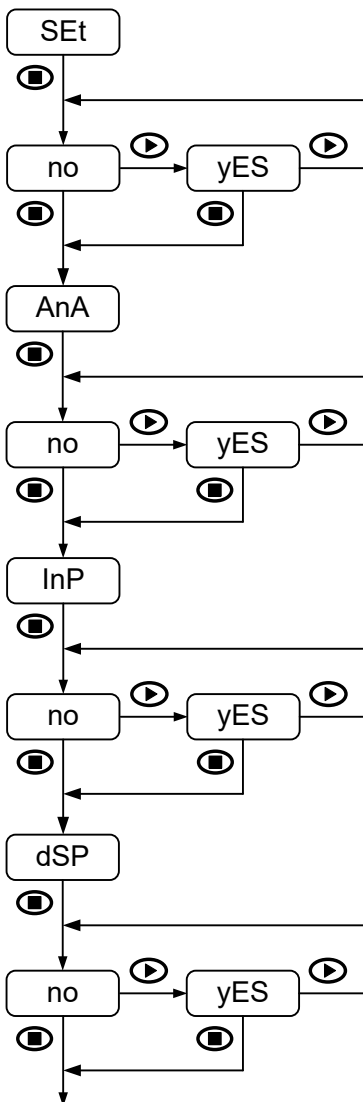 SEt
no yES
AnA
no yES
InP
no yES
dSP
no yES